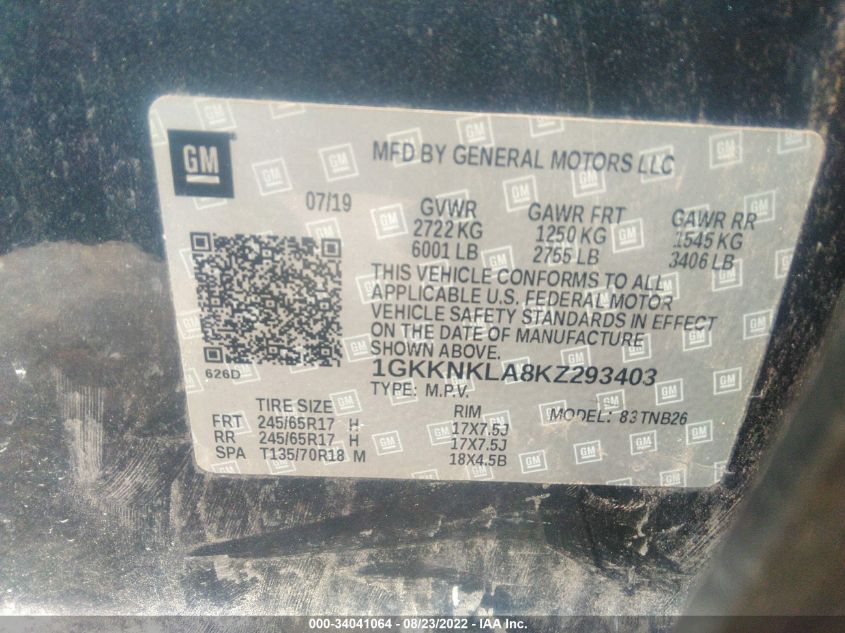 GM
MFD BY GENERAL MOTORS LLC
07/19
GVWR GAWR FRT GAWR RR
2722 KG 1250 KG 1545 KG
6001 LB 2755 LB 3406 LB
THIS VEHICLE CONFORMS TO ALL
APPLICABLE U.S. FEDERAL MOTOR
VEHICLE SAFETY STANDARDS IN EFFECT
ON THE DATE OF MANUFACTURE
SHOWN ABOVE.
626D
1GKKNKLA8KZ293403
TYPE: M.P.V. MODEL: 83TNB26
TIRE SIZE RIM
FRT 245/65R17 H 17X7.5J
RR 245/65R17 H 17X7.5J
SPA T135/70R18 M 18X4.5B
000-34041064 - 08/23/2022 - IAA Inc.